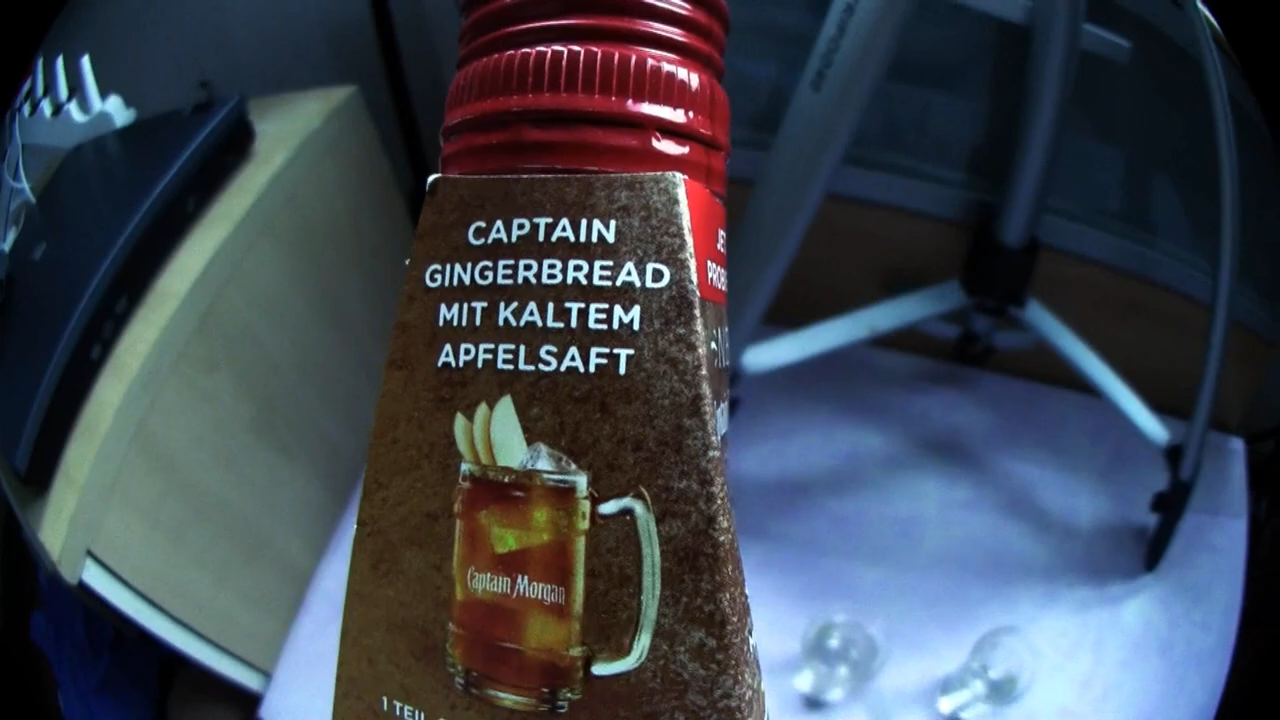 CAPTAIN
GINGERBREAD
MIT KALTEM
APFELSAFT
Captain Morgan
1 TEIL